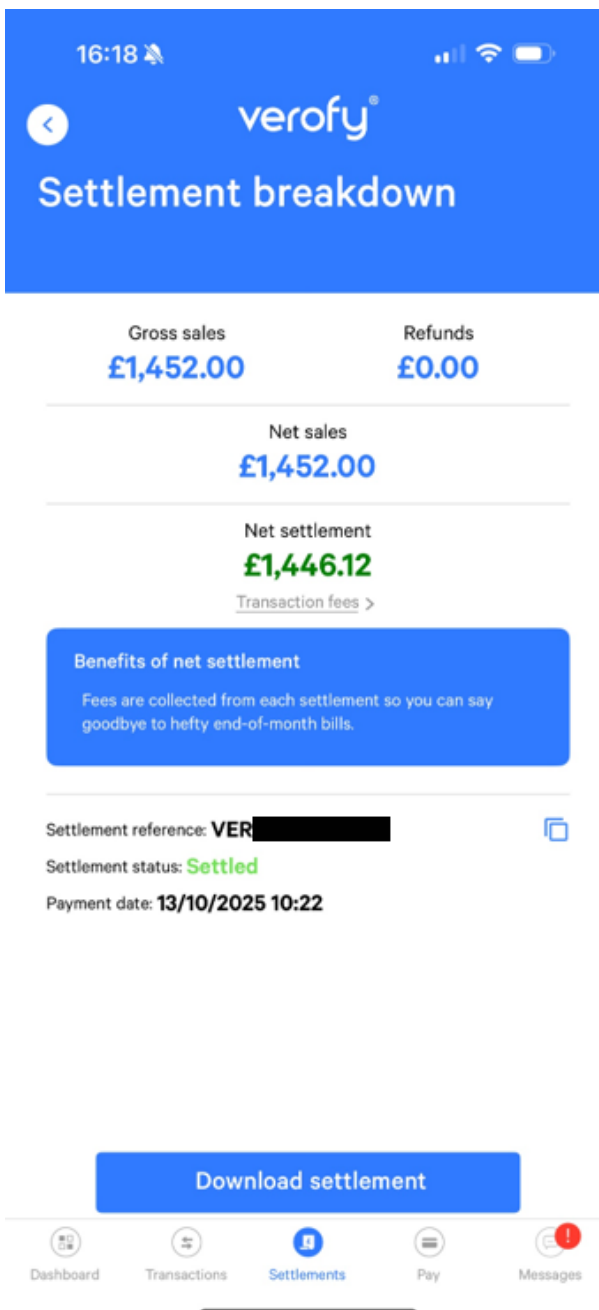 16:18
verofy®
Settlement breakdown
Gross sales
£1,452.00
Refunds
£0.00
Net sales
£1,452.00
Net settlement
£1,446.12
Transaction fees >
Benefits of net settlement
Fees are collected from each settlement so you can say
goodbye to hefty end-of-month bills.
Settlement reference: VER
Settlement status: Settled
Payment date: 13/10/2025 10:22
Download settlement
Dashboard
Transactions
Settlements
Pay
Messages